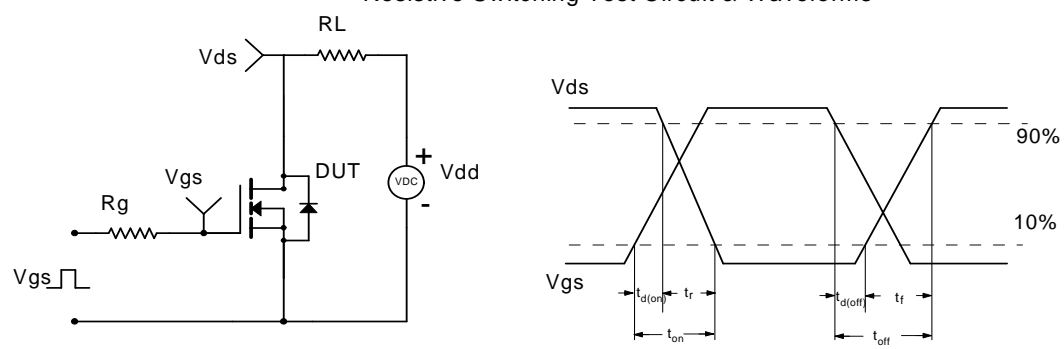 Resistive Switching Test Circuit & Waveforms
RL
Vds
DUT
Vgs
Rg
VDC
+
Vdd
-
Vgs
Vds
90%
10%
Vgs
td(on)
tr
td(off)
tf
ton
toff